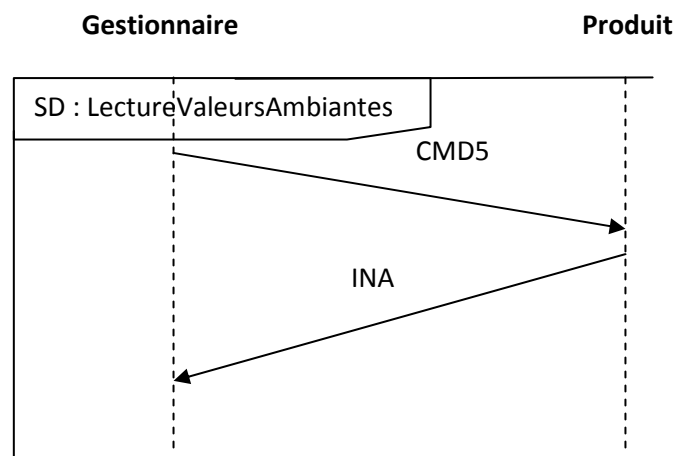 Gestionnaire
Produit
SD : LectureValeursAmbiantes
CMD5
INA